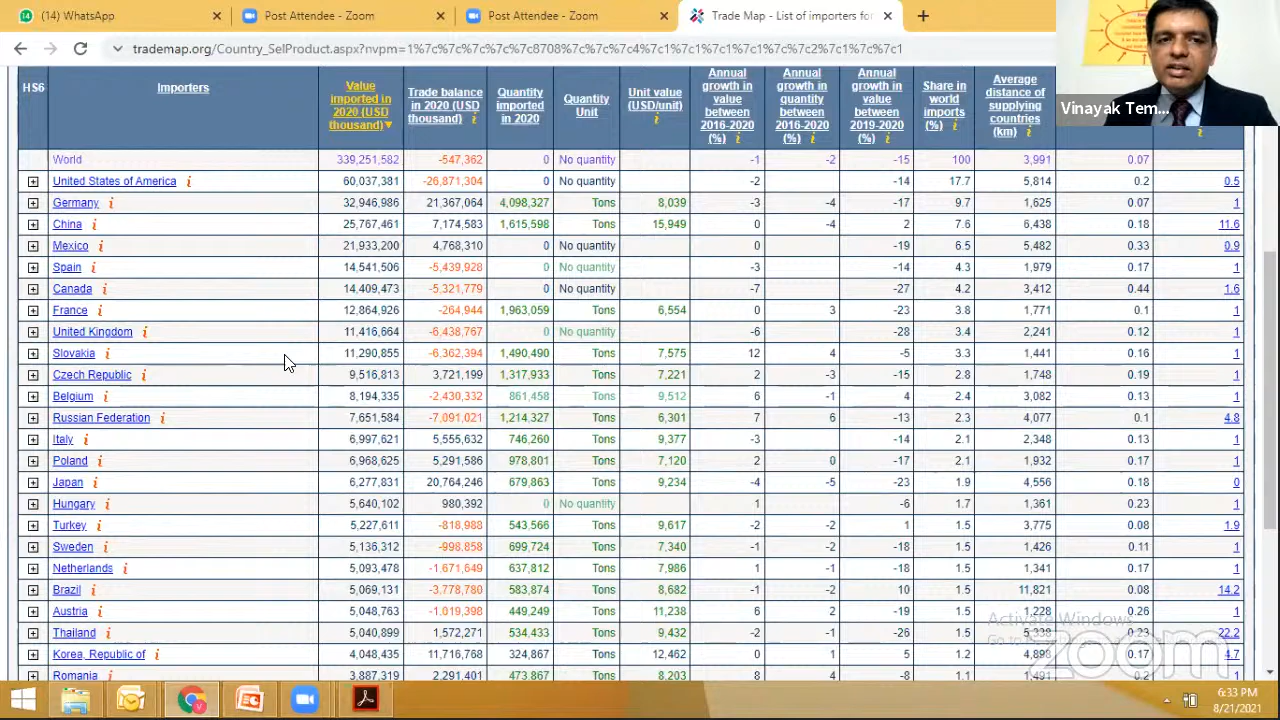 (14) WhatsApp
Post Attendee - Zoom
Post Attendee - Zoom
Trade Map - List of importers for
trademap.org/Country_SelProduct.aspx?nvpm=1%7c%7c%7c%7c8708%7c%7c%7c4%7c1%7c1%7c1%7c1%7c2%7c1%7c%7c1
Vinayak Tem...
HS6 Importers Value imported in 2020 (USD thousand) Trade balance in 2020 (USD thousand) i Quantity imported in 2020 Quantity Unit Unit value (USD/unit) i Annual growth in value between 2016-2020 (%) i Annual growth in quantity between 2016-2020 (%) i Annual growth in value between 2019-2020 (%) i Share in world imports (%) i Average distance of supplying countries (km) i i
World 339,251,582 -547,362 0 No quantity -1 -2 -15 100 3,991 0.07
United States of America i 60,037,381 -26,871,304 0 No quantity -2 -14 17.7 5,814 0.2 0.5
Germany i 32,946,986 21,367,064 4,098,327 Tons 8,039 -3 -4 -17 9.7 1,625 0.07 1
China i 25,767,461 7,174,583 1,615,598 Tons 15,949 0 -4 2 7.6 6,438 0.18 11.6
Mexico i 21,933,200 4,768,310 0 No quantity 0 -19 6.5 5,482 0.33 0.9
Spain i 14,541,506 -5,439,928 0 No quantity -3 -14 4.3 1,979 0.17 1
Canada i 14,409,473 -5,321,779 0 No quantity -7 -27 4.2 3,412 0.44 1.6
France i 12,864,926 -264,944 1,963,059 Tons 6,554 0 3 -23 3.8 1,771 0.1 1
United Kingdom i 11,416,664 -6,438,767 0 No quantity -6 -28 3.4 2,241 0.12 1
Slovakia i 11,290,855 -6,362,394 1,490,490 Tons 7,575 12 4 -5 3.3 1,441 0.16 1
Czech Republic i 9,516,813 3,721,199 1,317,933 Tons 7,221 2 -3 -15 2.8 1,748 0.19 1
Belgium i 8,194,335 -2,430,332 861,458 Tons 9,512 6 -1 4 2.4 3,082 0.13 1
Russian Federation i 7,651,584 -7,091,021 1,214,327 Tons 6,301 7 6 -13 2.3 4,077 0.1 4.8
Italy i 6,997,621 5,555,632 746,260 Tons 9,377 -3 -14 2.1 2,348 0.13 1
Poland i 6,968,625 5,291,586 978,801 Tons 7,120 2 0 -17 2.1 1,932 0.17 1
Japan i 6,277,831 20,764,246 679,863 Tons 9,234 -4 -5 -23 1.9 4,556 0.18 0
Hungary i 5,640,102 980,392 0 No quantity 1 -6 1.7 1,361 0.23 1
Turkey i 5,227,611 -818,988 543,566 Tons 9,617 -2 -2 1 1.5 3,775 0.08 1.9
Sweden i 5,136,312 -998,858 699,724 Tons 7,340 -1 -2 -18 1.5 1,426 0.11 1
Netherlands i 5,093,478 -1,671,649 637,812 Tons 7,986 1 -1 -18 1.5 1,341 0.17 1
Brazil i 5,069,131 -3,778,780 583,874 Tons 8,682 -1 -2 10 1.5 11,821 0.08 14.2
Austria i 5,048,763 -1,019,398 449,249 Tons 11,238 6 2 -19 1.5 1,228 0.26 1
Activate Windows
Thailand i 5,040,899 1,572,271 534,433 Tons 9,432 -2 -1 -26 1.5 5,338 0.23 22.2
zoom
Korea, Republic of i 4,048,435 11,716,768 324,867 Tons 12,462 0 1 5 1.2 4,898 0.17 4.7
Romania i 3,887,319 2,291,401 473,867 Tons 8,203 8 4 -8 1.1 1,491 0.2 1
6:33 PM
8/21/2021